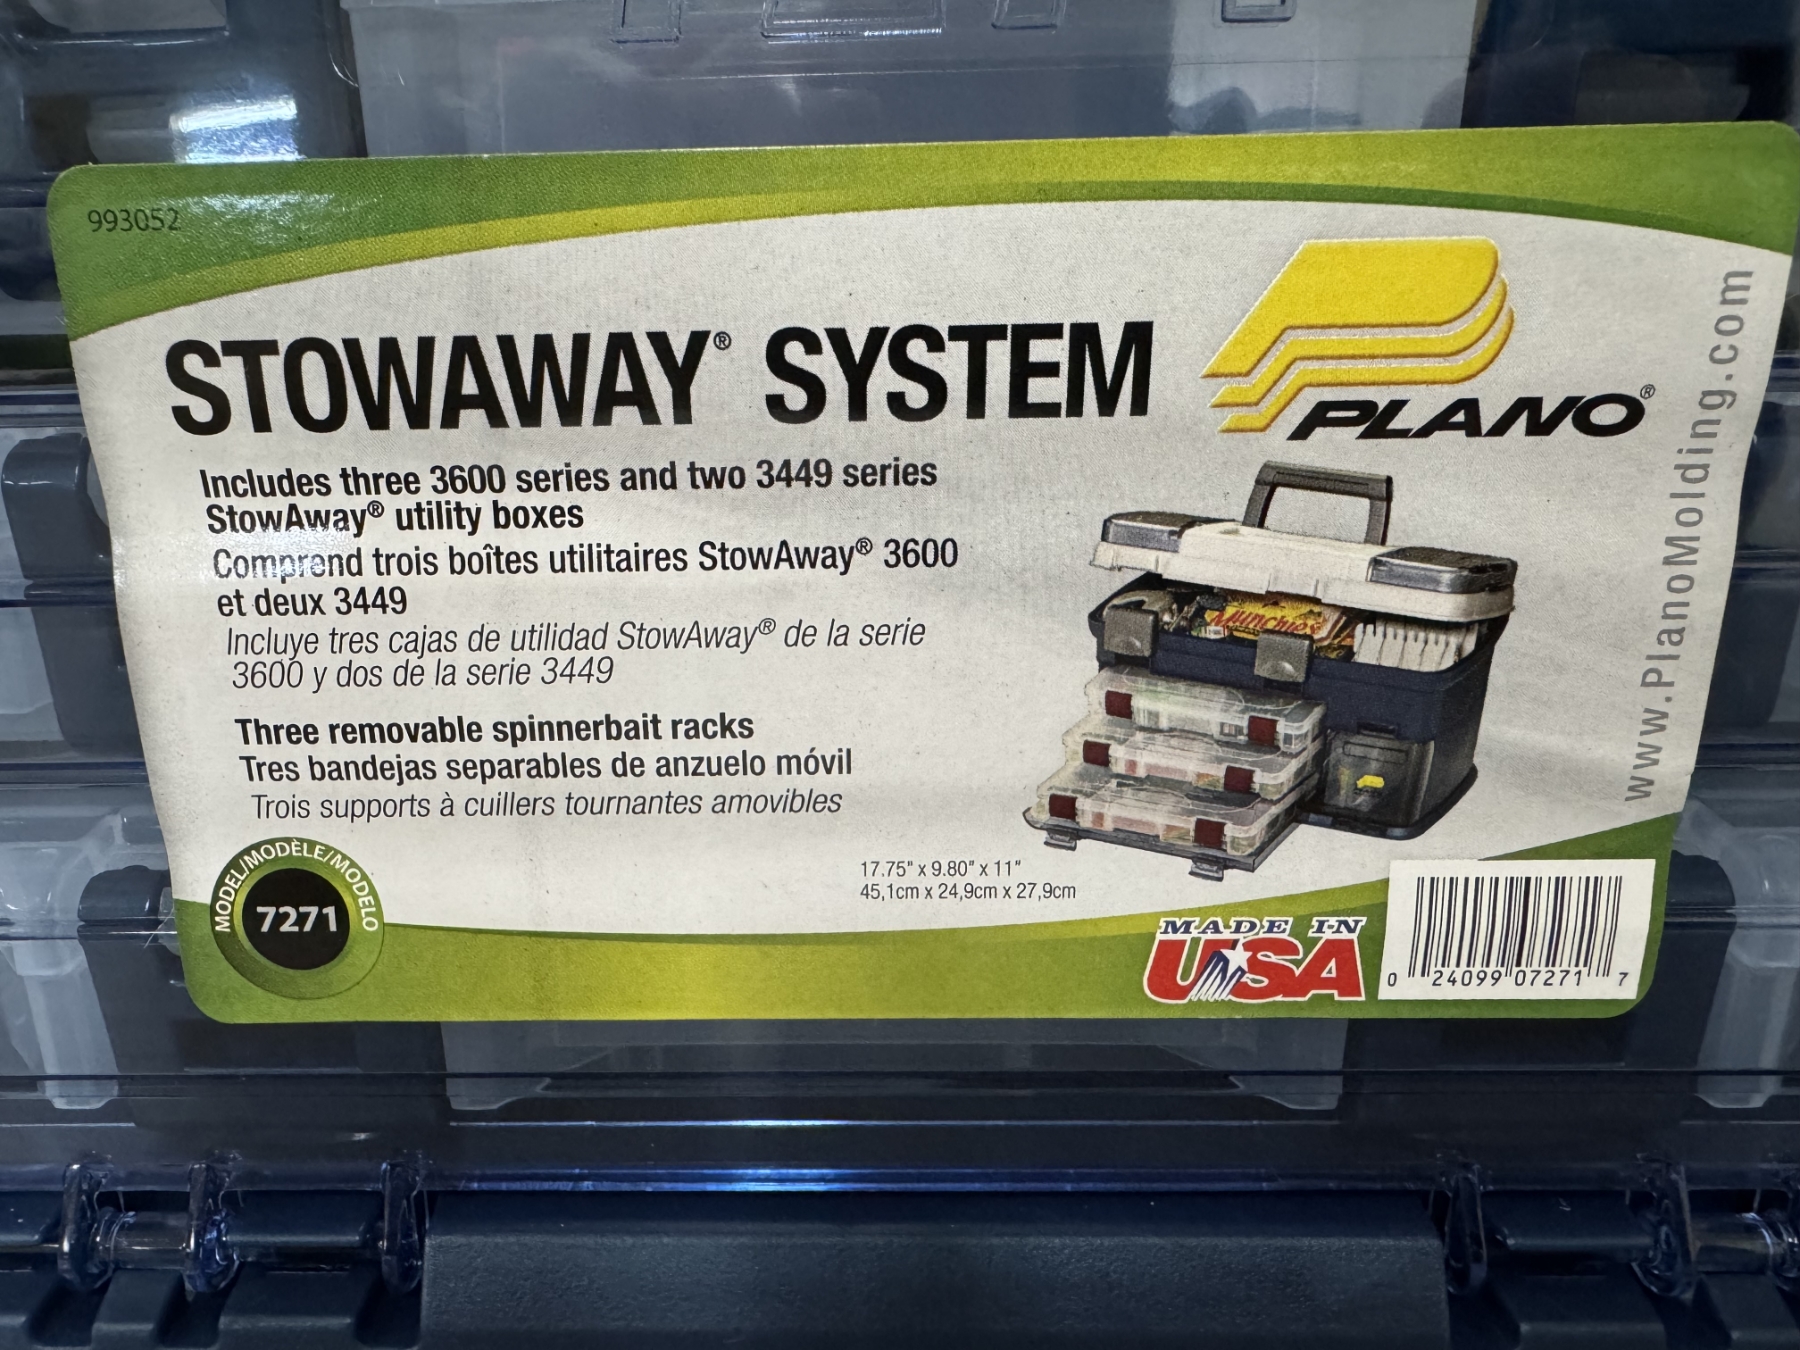 993052
STOWAWAY® SYSTEM
PLANO®
www.PlanoMolding.com
Includes three 3600 series and two 3449 series
StowAway® utility boxes
Comprend trois boîtes utilitaires StowAway® 3600
et deux 3449
Incluye tres cajas de utilidad StowAway® de la serie
3600 y dos de la serie 3449
Munchies
Three removable spinnerbait racks
Tres bandejas separables de anzuelo móvil
Trois supports à cuillers tournantes amovibles
MODEL/MODÈLE/MODELO
7271
17.75" x 9.80" x 11"
45,1cm x 24,9cm x 27,9cm
MADE IN
USA
0 24099 07271 7